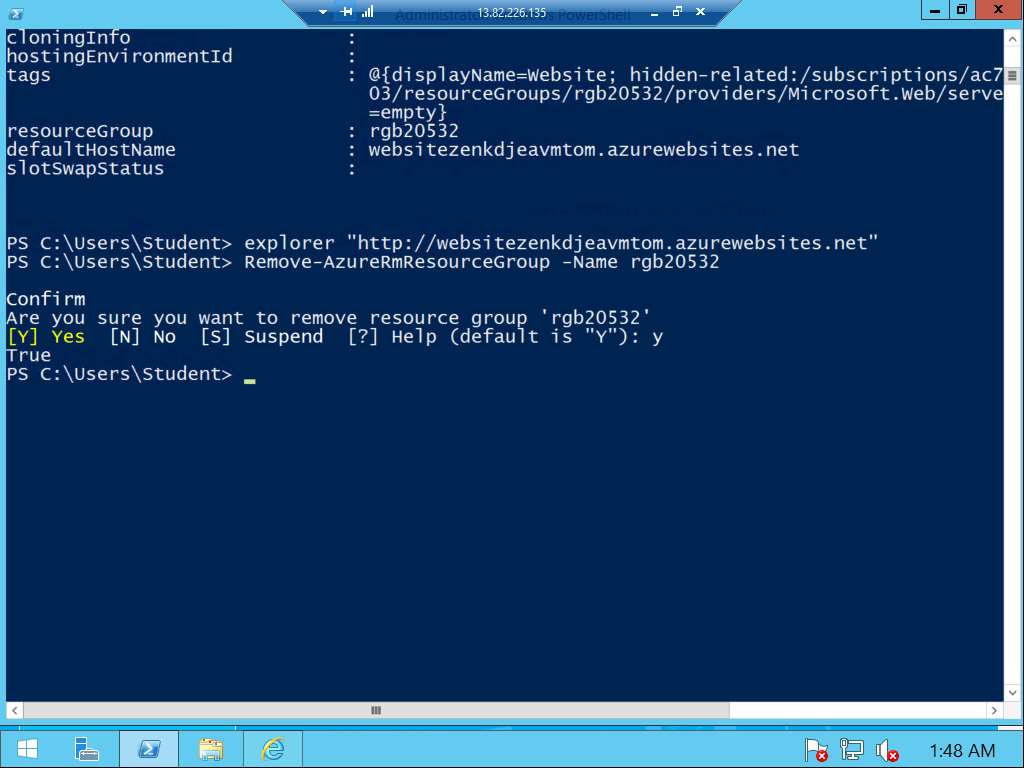 Administrator: Windows PowerShell
13.82.226.135
cloningInfo :
hostingEnvironmentId :
tags : @{displayName=Website; hidden-related:/subscriptions/ac7
03/resourceGroups/rgb20532/providers/Microsoft.Web/serve
=empty}
resourceGroup : rgb20532
defaultHostName : websitezenkdjeavmtom.azurewebsites.net
slotSwapStatus :
PS C:\Users\Student> explorer "http://websitezenkdjeavmtom.azurewebsites.net"
PS C:\Users\Student> Remove-AzureRmResourceGroup -Name rgb20532
Confirm
Are you sure you want to remove resource group 'rgb20532'
[Y] Yes [N] No [S] Suspend [?] Help (default is "Y"): y
True
PS C:\Users\Student>
1:48 AM